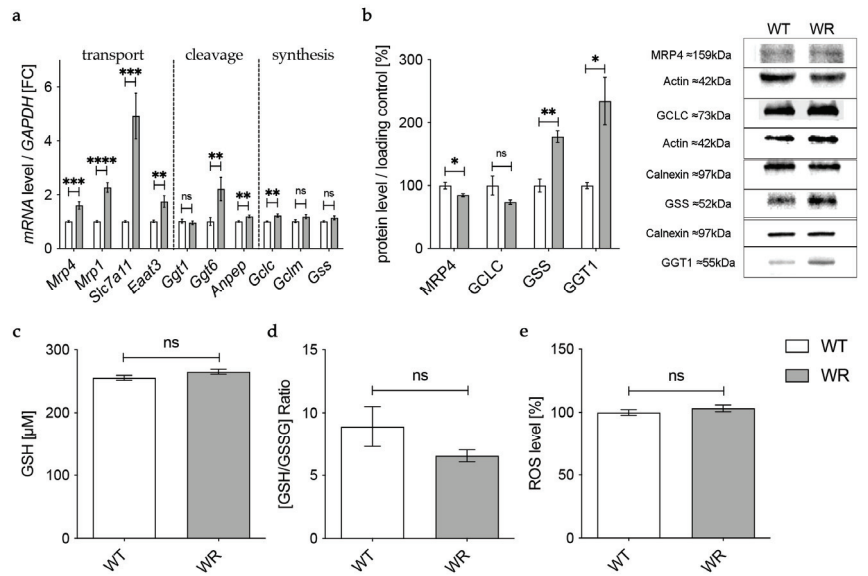 a
transport cleavage synthesis
mRNA level / GAPDH [FC]
6
4
2
1
0
*** **** *** ** ns ** ** ** ns ns
Mrp4 Mrp1 Slc7a11 Eaat3 Ggt1 Ggt6 Anpep Gclc Gclm Gss
b
protein level / loading control [%]
300
200
100
0
* ns ** *
MRP4 GCLC GSS GGT1
WT WR
MRP4 ≈159kDa
Actin ≈42kDa
GCLC ≈73kDa
Actin ≈42kDa
Calnexin ≈97kDa
GSS ≈52kDa
Calnexin ≈97kDa
GGT1 ≈55kDa
c
GSH [µM]
300
200
100
0
ns
WT WR
d
[GSH/GSSG] Ratio
15
10
5
0
ns
WT WR
e
ROS level [%]
150
100
50
0
ns
WT WR
WT
WR